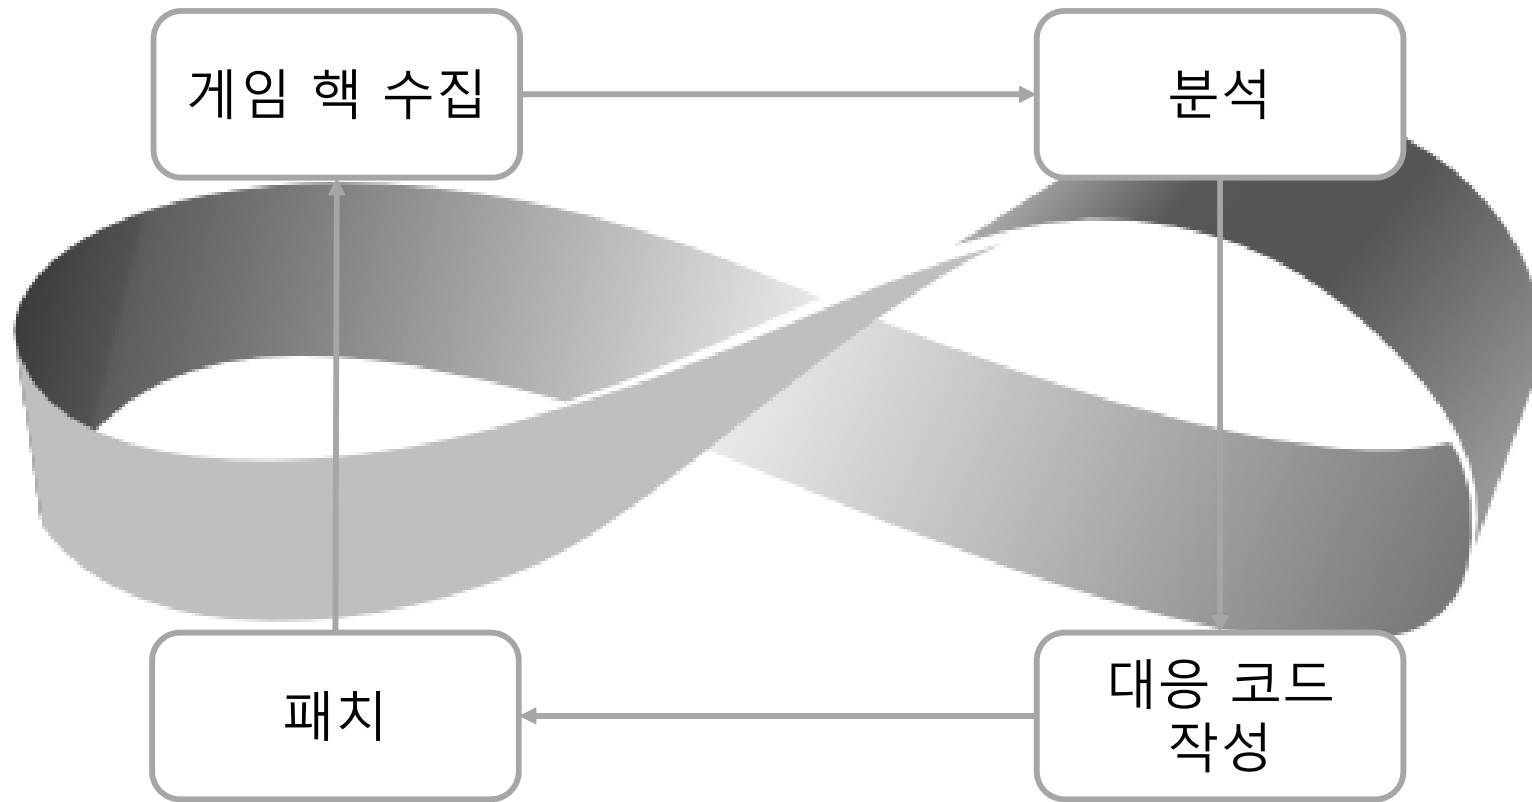 게임 핵 수집
분석
패치
대응 코드
작성